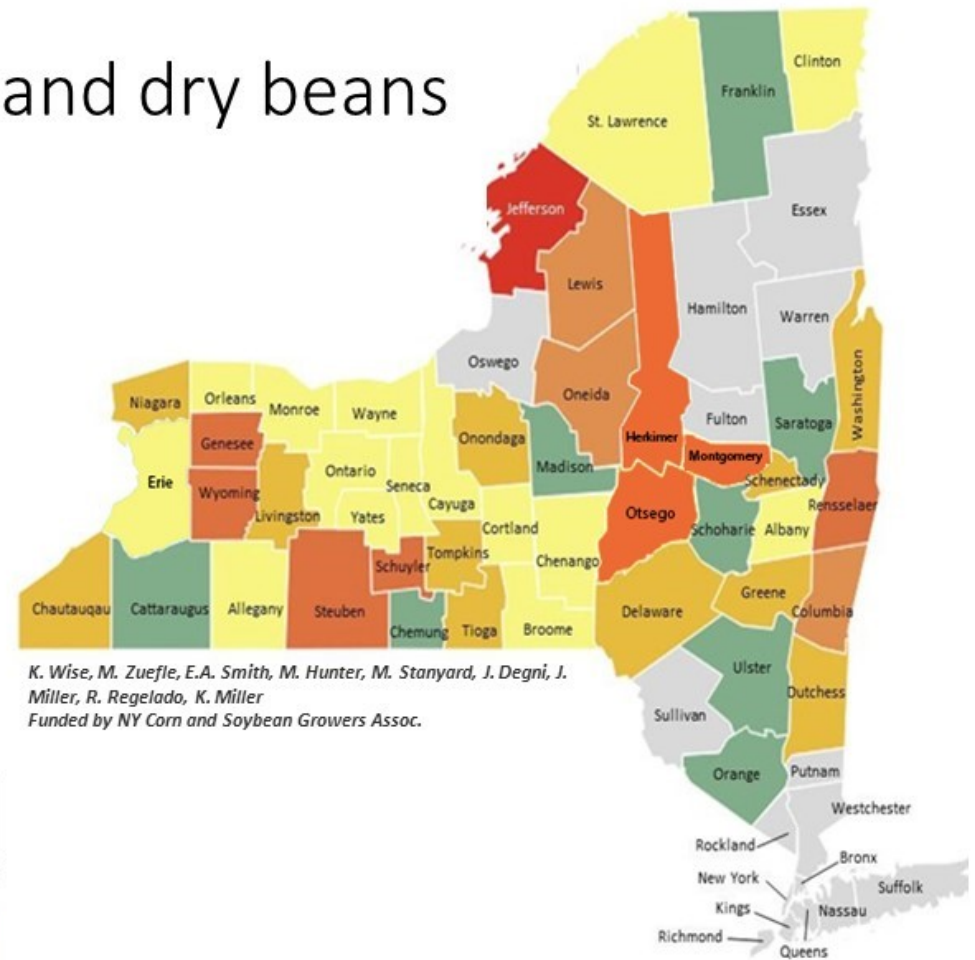 and dry beans
Clinton
Franklin
St. Lawrence
Jefferson
Essex
Lewis
Hamilton
Warren
Oswego
Washington
Oneida
Niagara
Orleans
Monroe
Wayne
Fulton
Saratoga
Genesee
Onondaga
Herkimer
Montgomery
Madison
Erie
Ontario
Seneca
Schenectady
Wyoming
Livingston
Yates
Cayuga
Rensselaer
Otsego
Cortland
Schoharie
Albany
Schuyler
Tompkins
Chenango
Greene
Chautauqau
Cattaraugus
Allegany
Steuben
Delaware
Columbia
Chemung
Tioga
Broome
K. Wise, M. Zuefle, E.A. Smith, M. Hunter, M. Stanyard, J. Degni, J.
Miller, R. Regelado, K. Miller
Funded by NY Corn and Soybean Growers Assoc.
Ulster
Dutchess
Sullivan
Orange
Putnam
Westchester
Rockland
Bronx
New York
Suffolk
Kings
Nassau
Richmond
Queens